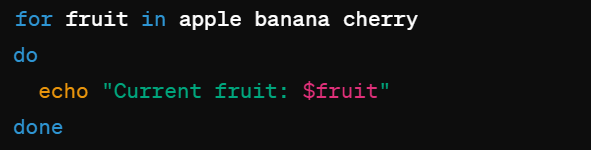 for fruit in apple banana cherry
do
  echo "Current fruit: $fruit"
done